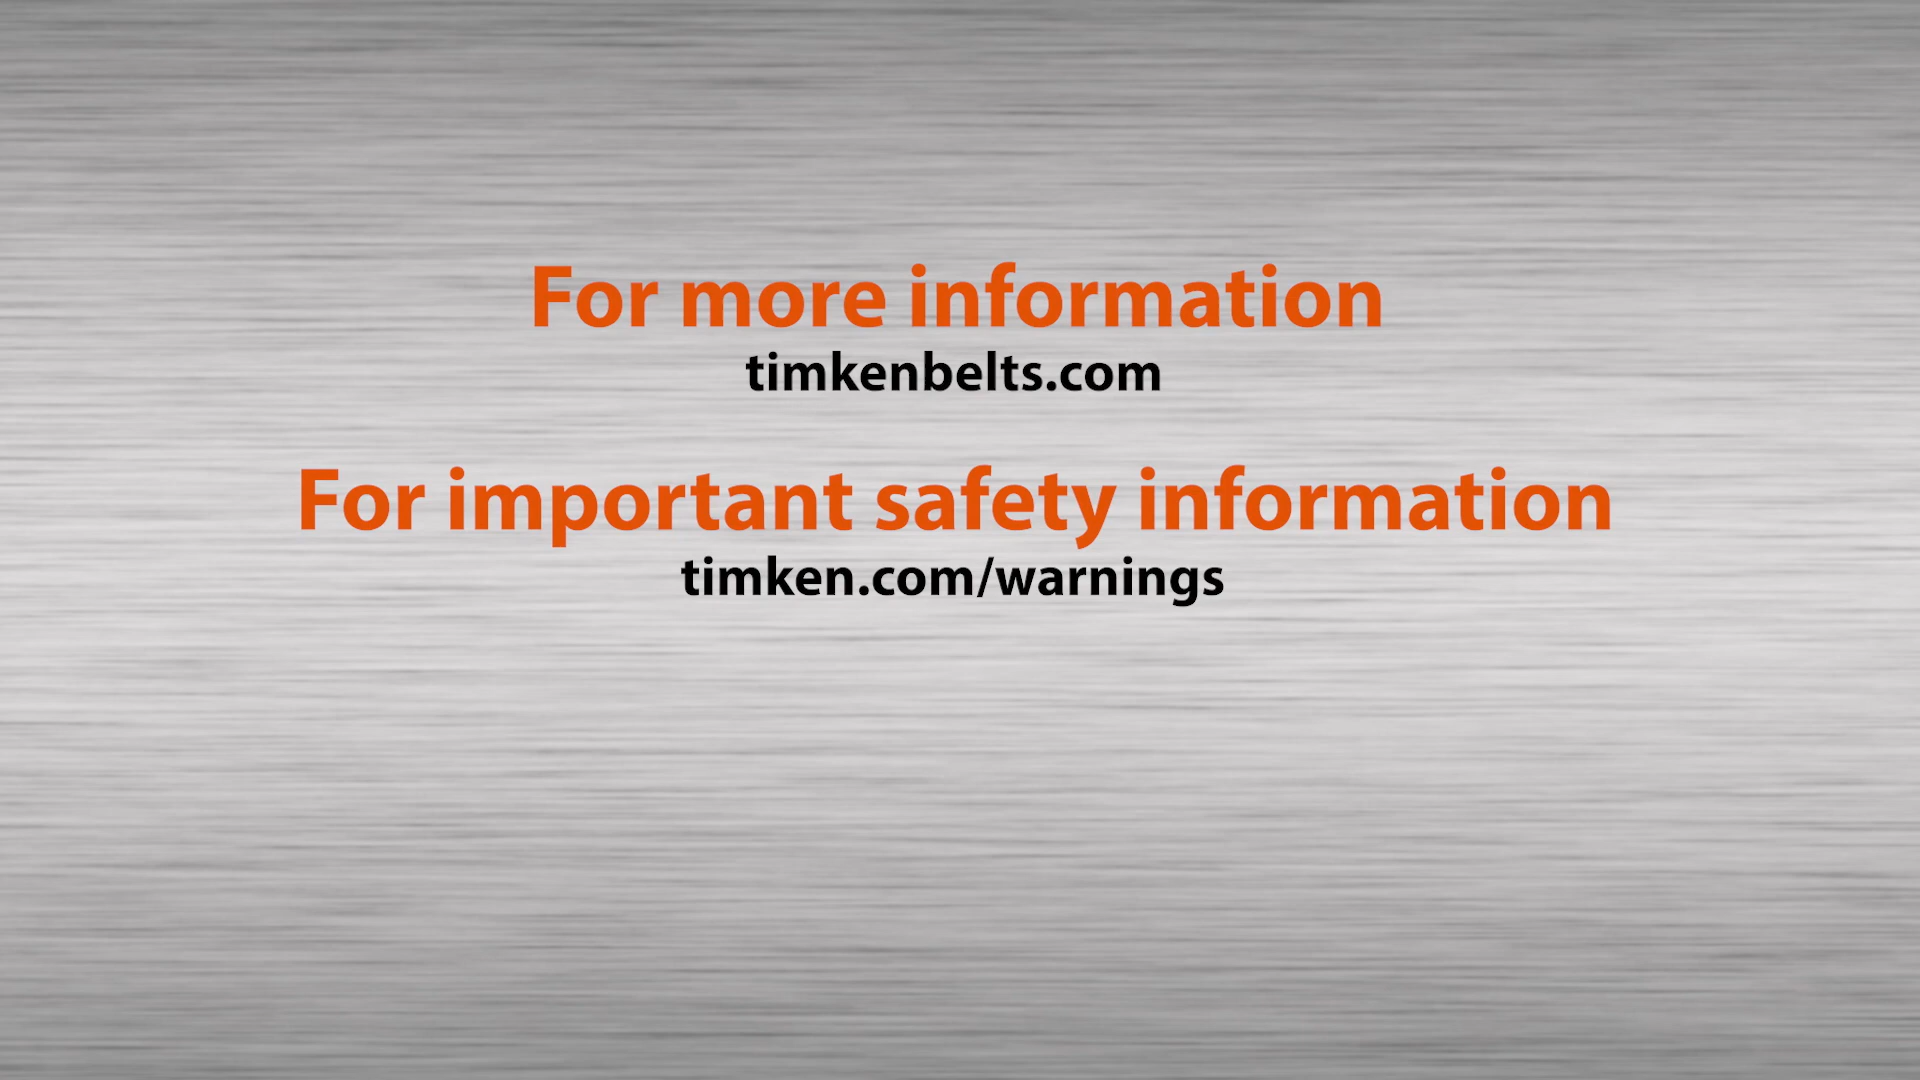 For more information
timkenbelts.com
For important safety information
timken.com/warnings